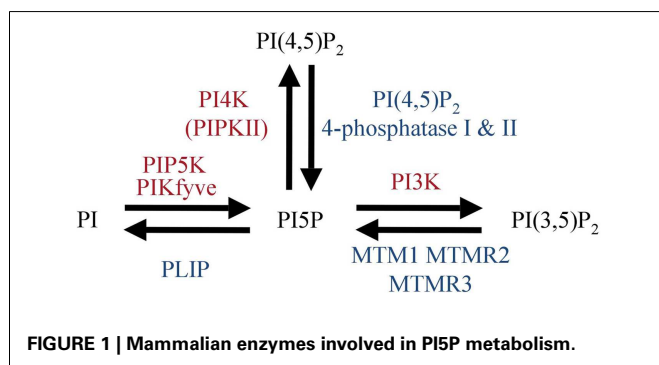 PI(4,5)P₂
PI4K
(PIPKII)
PI(4,5)P₂
4-phosphatase I & II
PIP5K
PIKfyve
PI3K
PI
PI5P
PI(3,5)P₂
PLIP
MTM1 MTMR2
MTMR3
FIGURE 1 | Mammalian enzymes involved in PI5P metabolism.